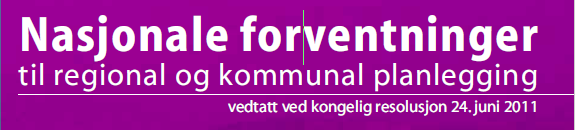 Nasjonale forventninger
til regional og kommunal planlegging
vedtatt ved kongelig resolusjon 24. juni 2011